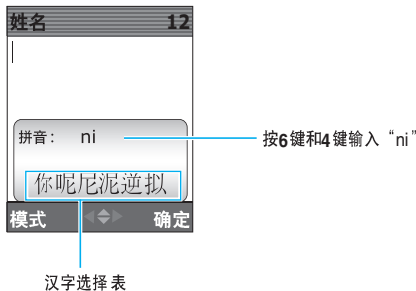 姓名 12
拼音: ni
按6键和4键输入“ni”
你呢尼泥逆拟
模式 确定
汉字选择表